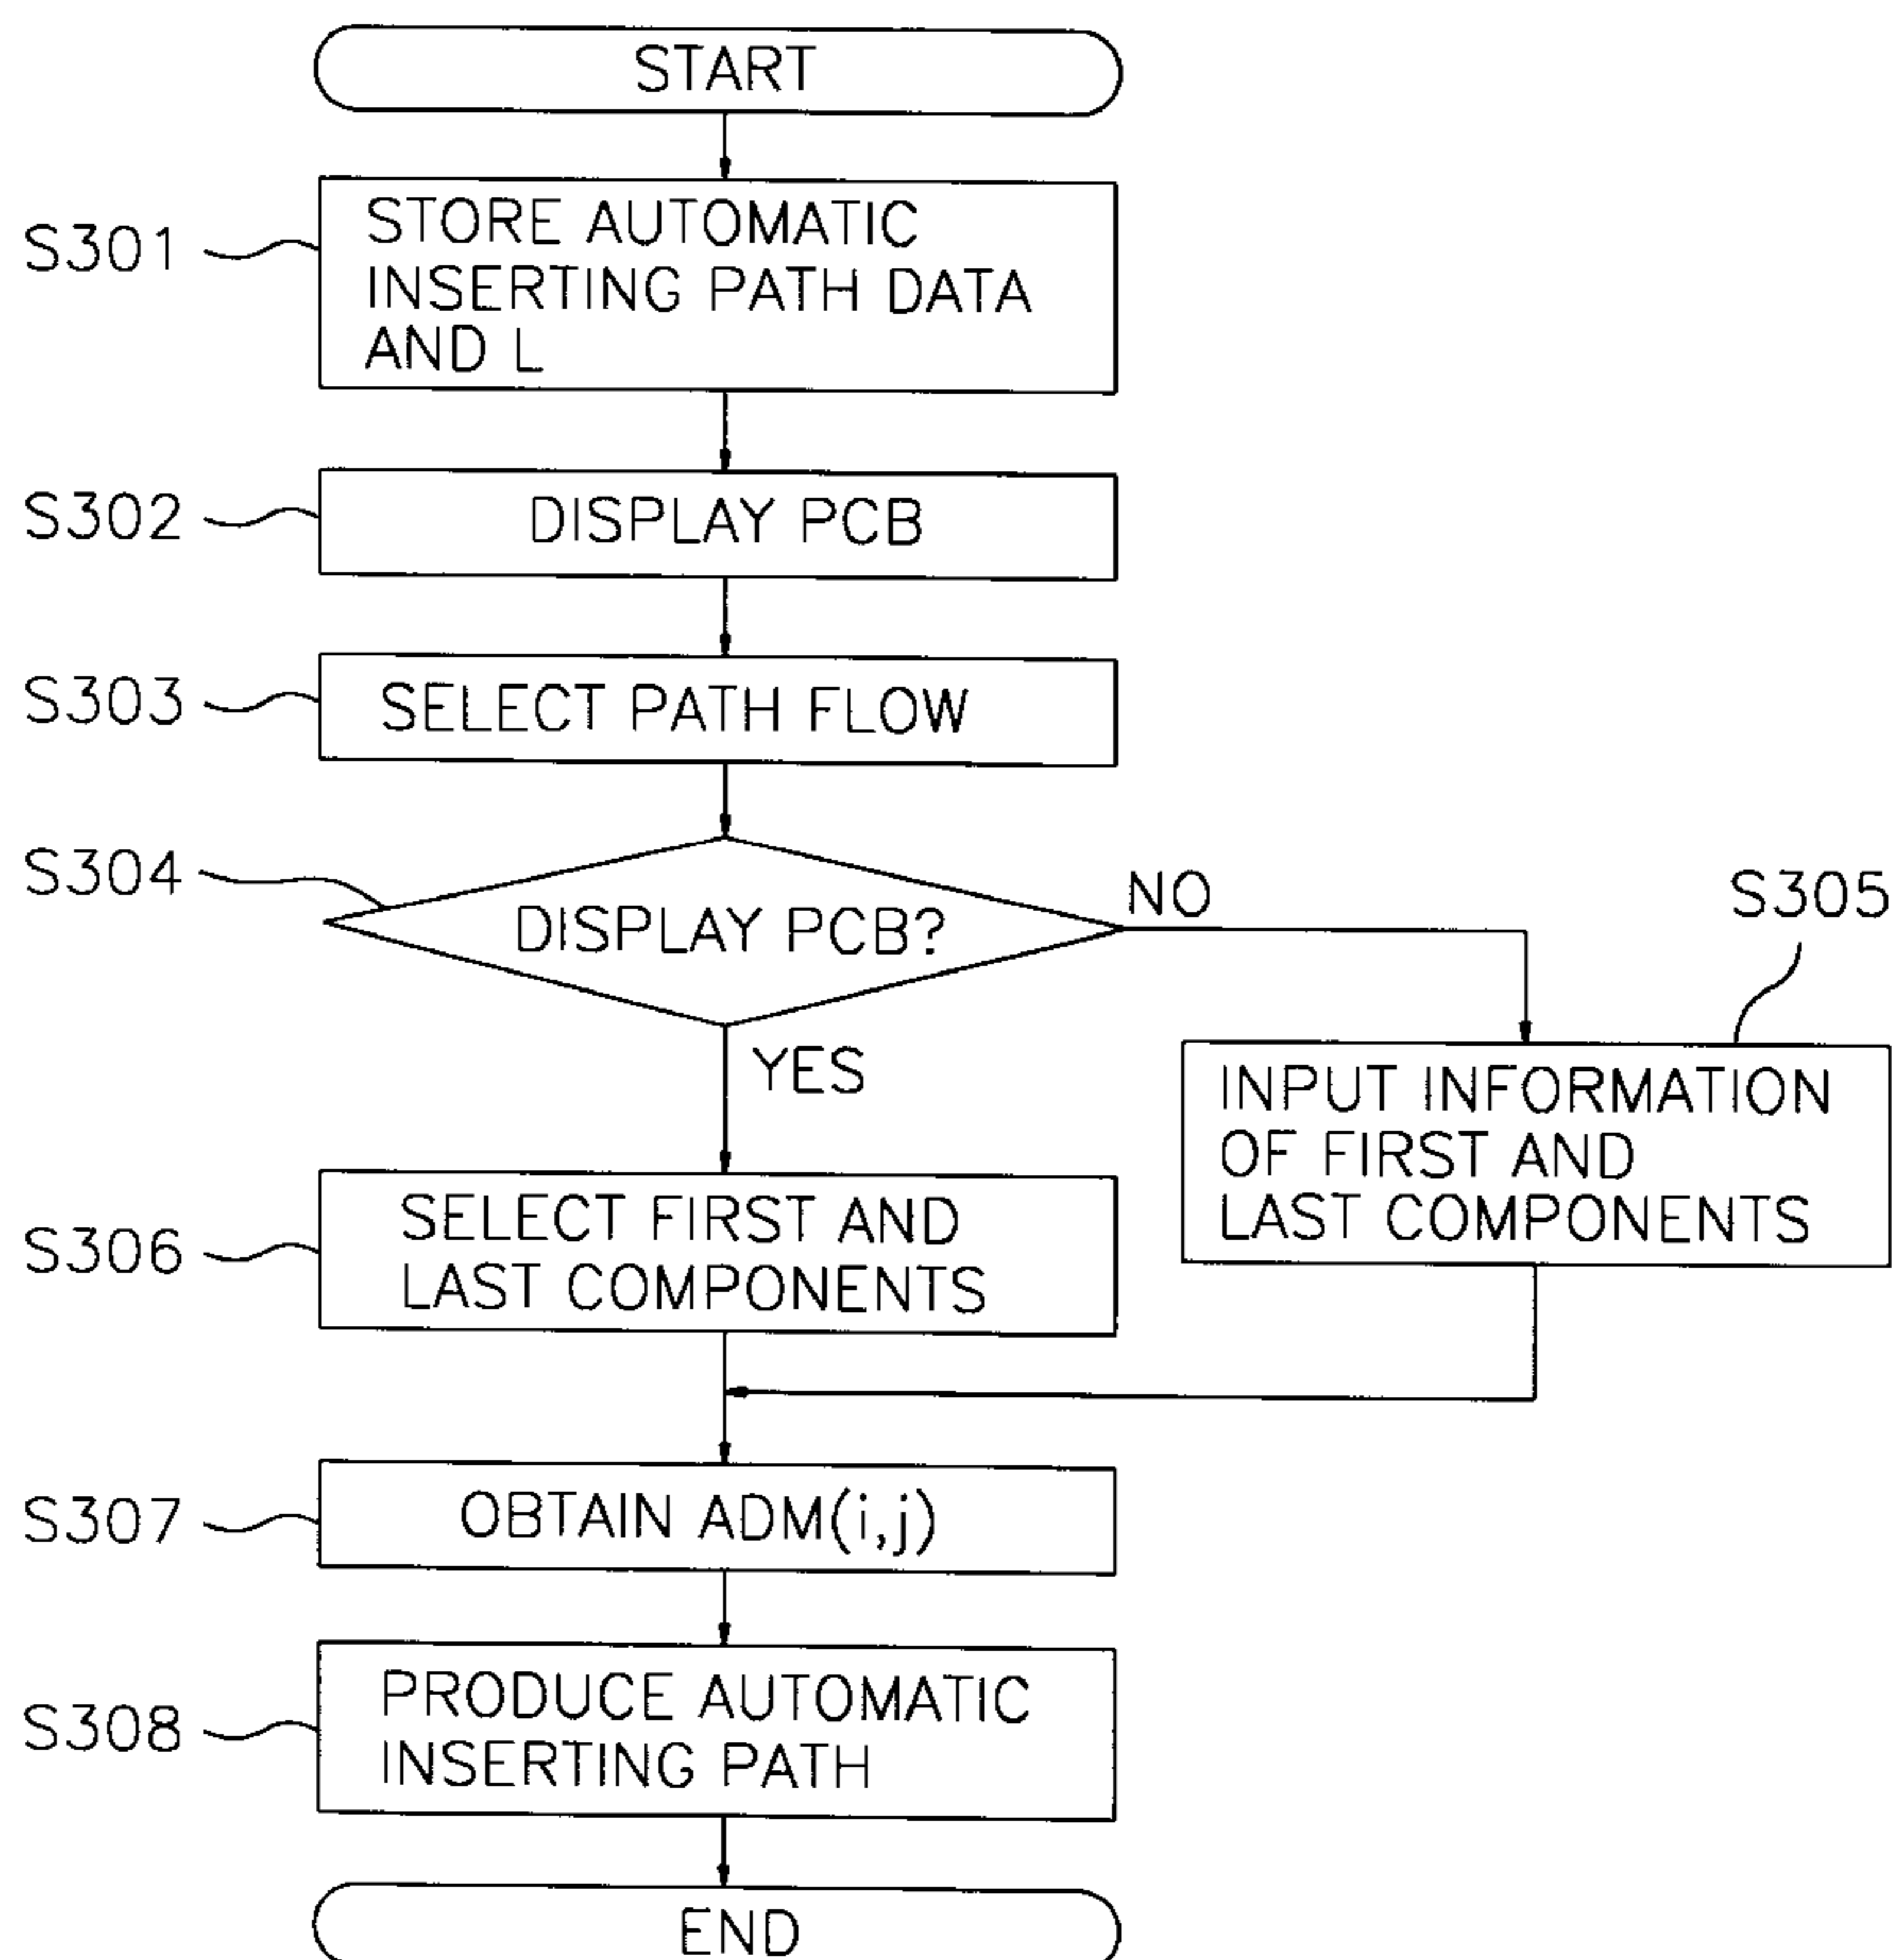 START
S301
STORE AUTOMATIC
INSERTING PATH DATA
AND L
S302
DISPLAY PCB
S303
SELECT PATH FLOW
S304
DISPLAY PCB?
NO
S305
YES
INPUT INFORMATION
OF FIRST AND
LAST COMPONENTS
S306
SELECT FIRST AND
LAST COMPONENTS
S307
OBTAIN ADM(i,j)
S308
PRODUCE AUTOMATIC
INSERTING PATH
END